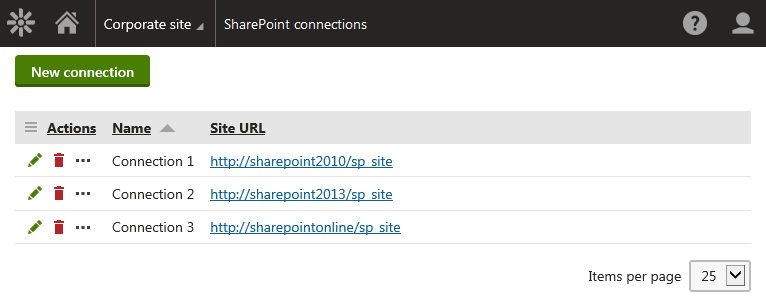 Corporate site SharePoint connections ?
New connection
Actions Name Site URL
Connection 1 http://sharepoint2010/sp_site
Connection 2 http://sharepoint2013/sp_site
Connection 3 http://sharepointonline/sp_site
Items per page 25